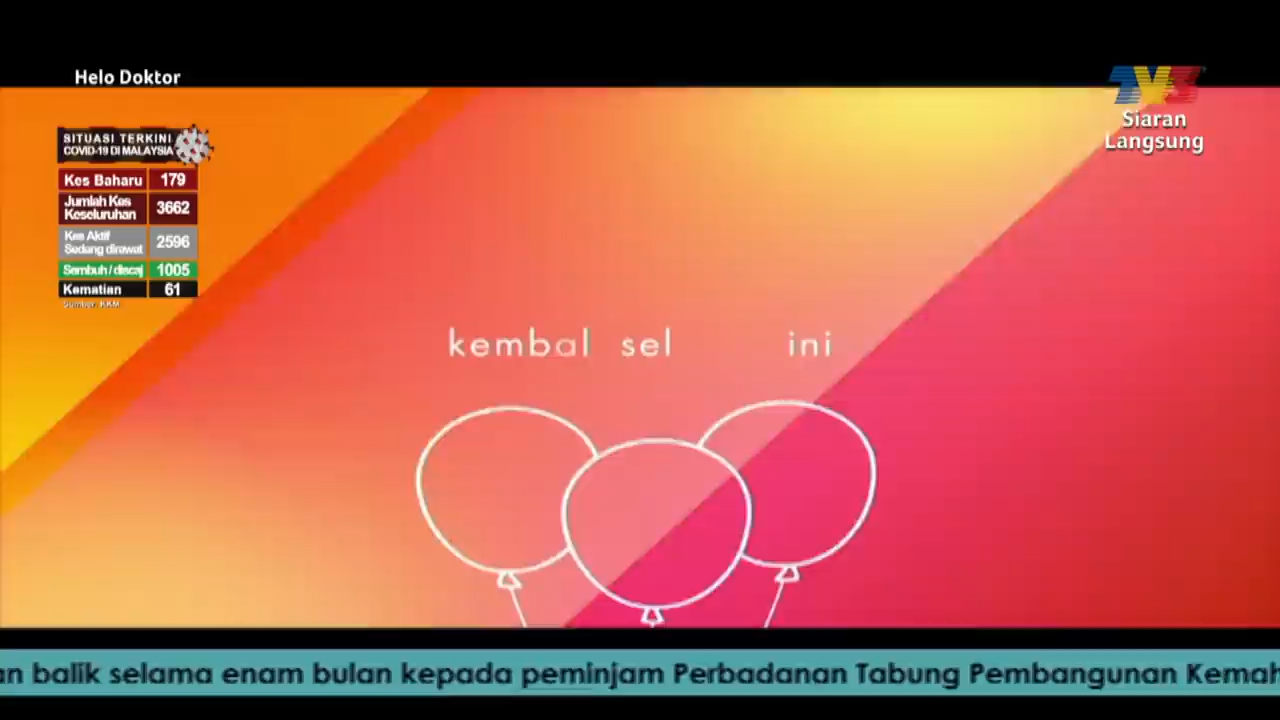 Helo Doktor
TV3
Siaran
Langsung
SITUASI TERKINI
COVID-19 DI MALAYSIA
Kes Baharu 179
Jumlah Kes
Keseluruhan 3662
Kes Aktif
Sedang dirawat 2596
Sembuh / discaj 1005
Kematian 61
Sumber: KKM
kembal sel ini
an balik selama enam bulan kepada peminjam Perbadanan Tabung Pembangunan Kemah